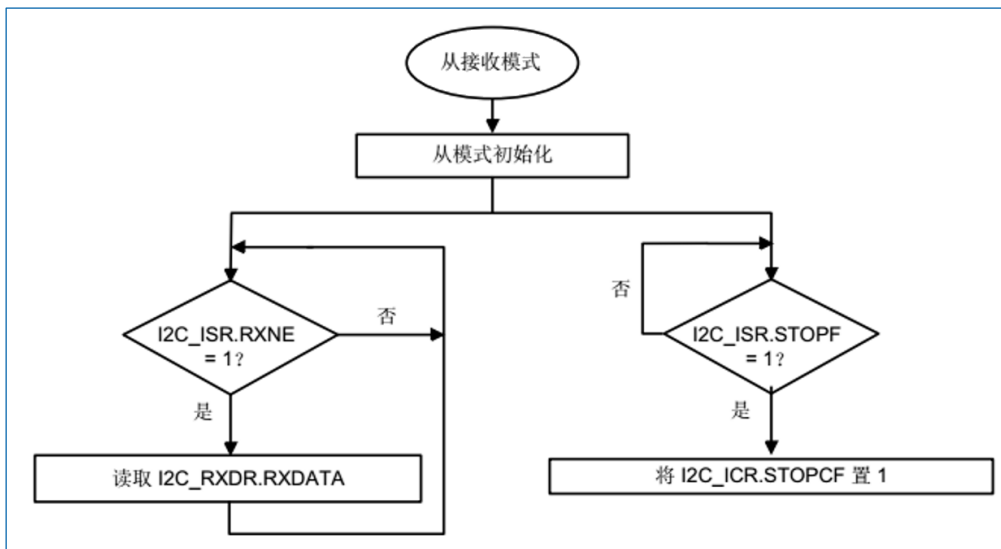 从接收模式
从模式初始化
否
I2C_ISR.RXNE
= 1?
是
读取 I2C_RXDR.RXDATA
否
I2C_ISR.STOPF
= 1?
是
将 I2C_ICR.STOPCF 置 1